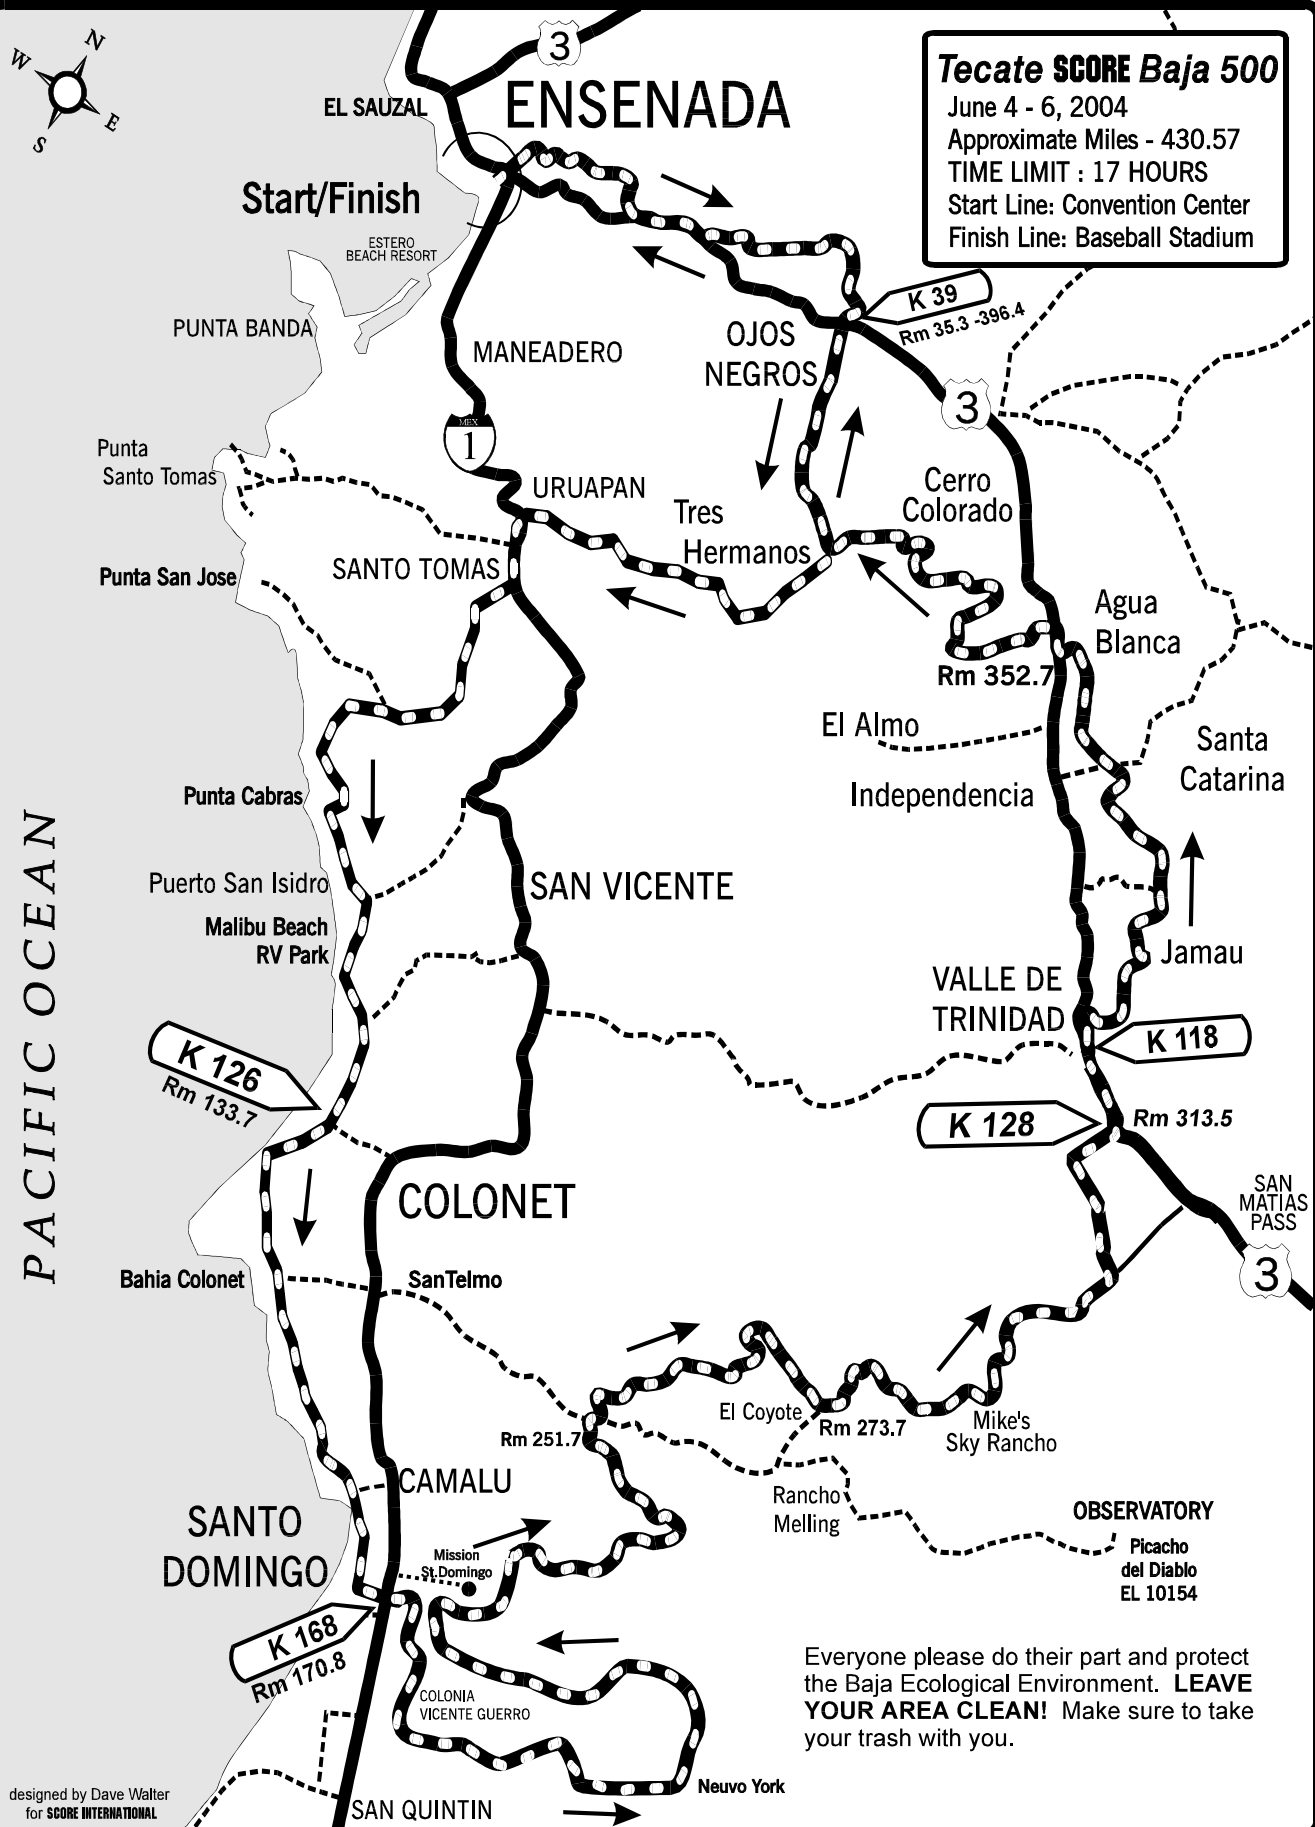 N
W
E
S
3
EL SAUZAL
ENSENADA
Tecate SCORE Baja 500
June 4 - 6, 2004
Approximate Miles - 430.57
TIME LIMIT : 17 HOURS
Start Line: Convention Center
Finish Line: Baseball Stadium
Start/Finish
ESTERO
BEACH RESORT
PUNTA BANDA
MANEADERO
OJOS
NEGROS
K 39
Rm 35.3 -396.4
3
MEX
1
Punta
Santo Tomas
URUAPAN
Tres
Hermanos
Cerro
Colorado
SANTO TOMAS
Punta San Jose
Agua
Blanca
Rm 352.7
El Almo
Santa
Catarina
Independencia
Punta Cabras
PACIFIC OCEAN
Puerto San Isidro
SAN VICENTE
Malibu Beach
RV Park
Jamau
VALLE DE
TRINIDAD
K 118
K 126
Rm 133.7
K 128
Rm 313.5
COLONET
SAN
MATIAS
PASS
3
Bahia Colonet
SanTelmo
El Coyote
Rm 273.7
Mike's
Sky Rancho
Rm 251.7
CAMALU
Rancho
Melling
OBSERVATORY
Picacho
del Diablo
EL 10154
SANTO
DOMINGO
Mission
St.Domingo
K 168
Rm 170.8
COLONIA
VICENTE GUERRO
Everyone please do their part and protect
the Baja Ecological Environment. LEAVE
YOUR AREA CLEAN! Make sure to take
your trash with you.
Neuvo York
SAN QUINTIN
designed by Dave Walter
for SCORE INTERNATIONAL